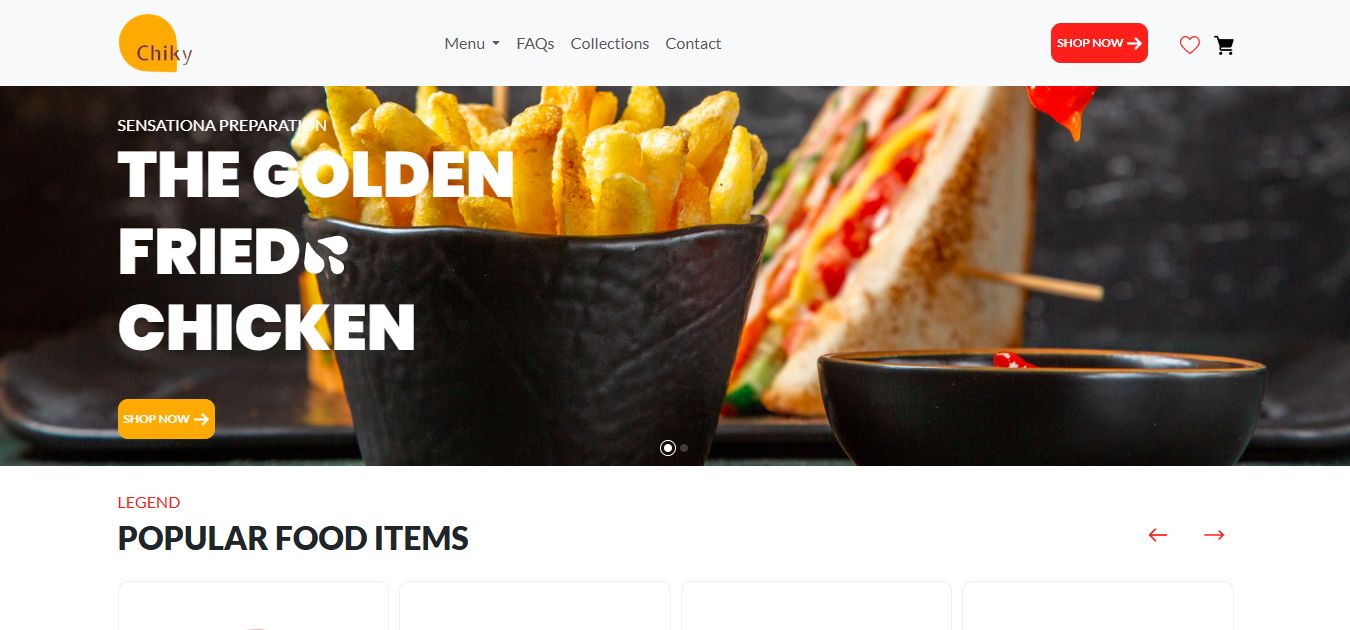 Chiky
Menu
FAQs
Collections
Contact
SHOP NOW
SENSATIONA PREPARATION
THE GOLDEN
FRIED
CHICKEN
SHOP NOW
LEGEND
POPULAR FOOD ITEMS